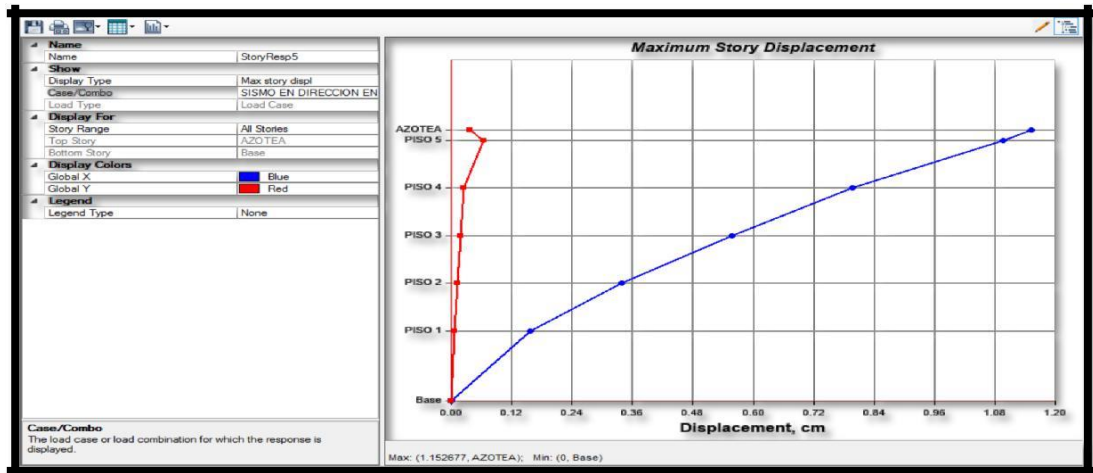 Name
Name StoryResp5
Show
Display Type Max story displ
Case/Combo SISMO EN DIRECCION EN
Load Type Load Case
Display For
Story Range All Stories
Top Story AZOTEA
Bottom Story Base
Display Colors
Global X Blue
Global Y Red
Legend
Legend Type None
Case/Combo
The load case or load combination for which the response is
displayed.
Maximum Story Displacement
AZOTEA
PISO 5
PISO 4
PISO 3
PISO 2
PISO 1
Base
0.00 0.12 0.24 0.36 0.48 0.60 0.72 0.84 0.96 1.08 1.20
Displacement, cm
Max: (1.152677, AZOTEA); Min: (0, Base)